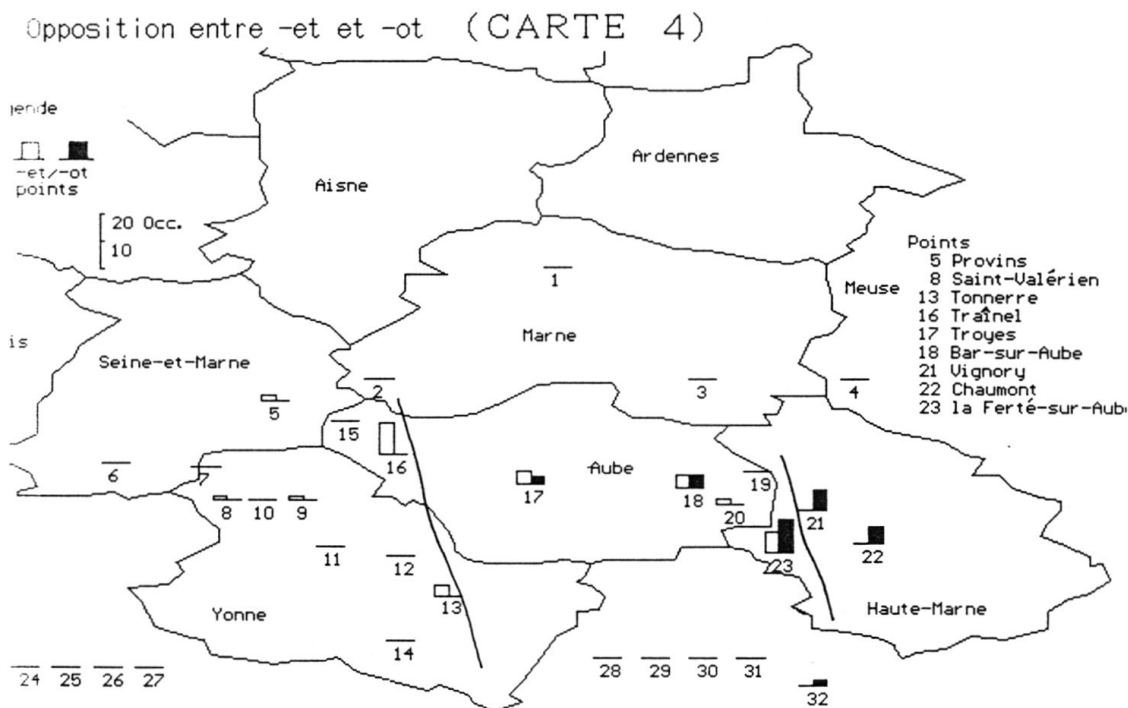 Opposition entre -et et -ot (CARTE 4)
gende
-et/-ot
points
20 Occ.
10
Aisne
Ardennes
Meuse
Marne
is
Seine-et-Marne
Aube
Yonne
Haute-Marne
Points
5 Provins
8 Saint-Valérien
13 Tonnerre
16 Traînel
17 Troyes
18 Bar-sur-Aube
21 Vignory
22 Chaumont
23 la Ferté-sur-Aub
1
2
3
4
5
15
16
6
7
8
10
9
17
18
19
20
21
22
23
11
12
13
14
24 25 26 27
28 29 30 31
32